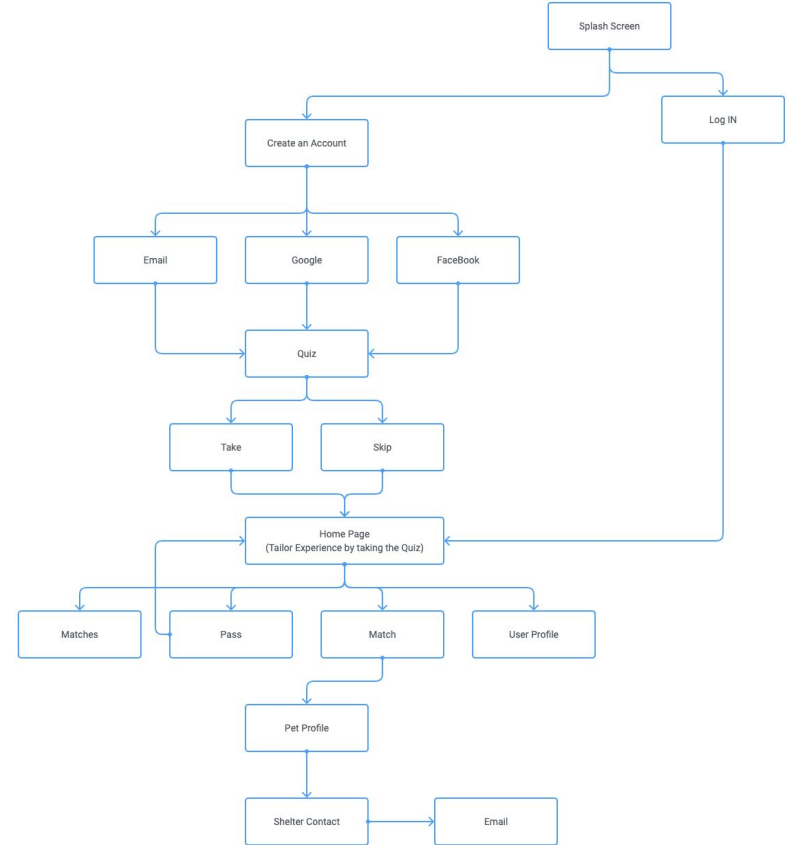 Splash Screen
Log IN
Create an Account
Email
Google
FaceBook
Quiz
Take
Skip
Home Page
(Tailor Experience by taking the Quiz)
Matches
Pass
Match
User Profile
Pet Profile
Shelter Contact
Email